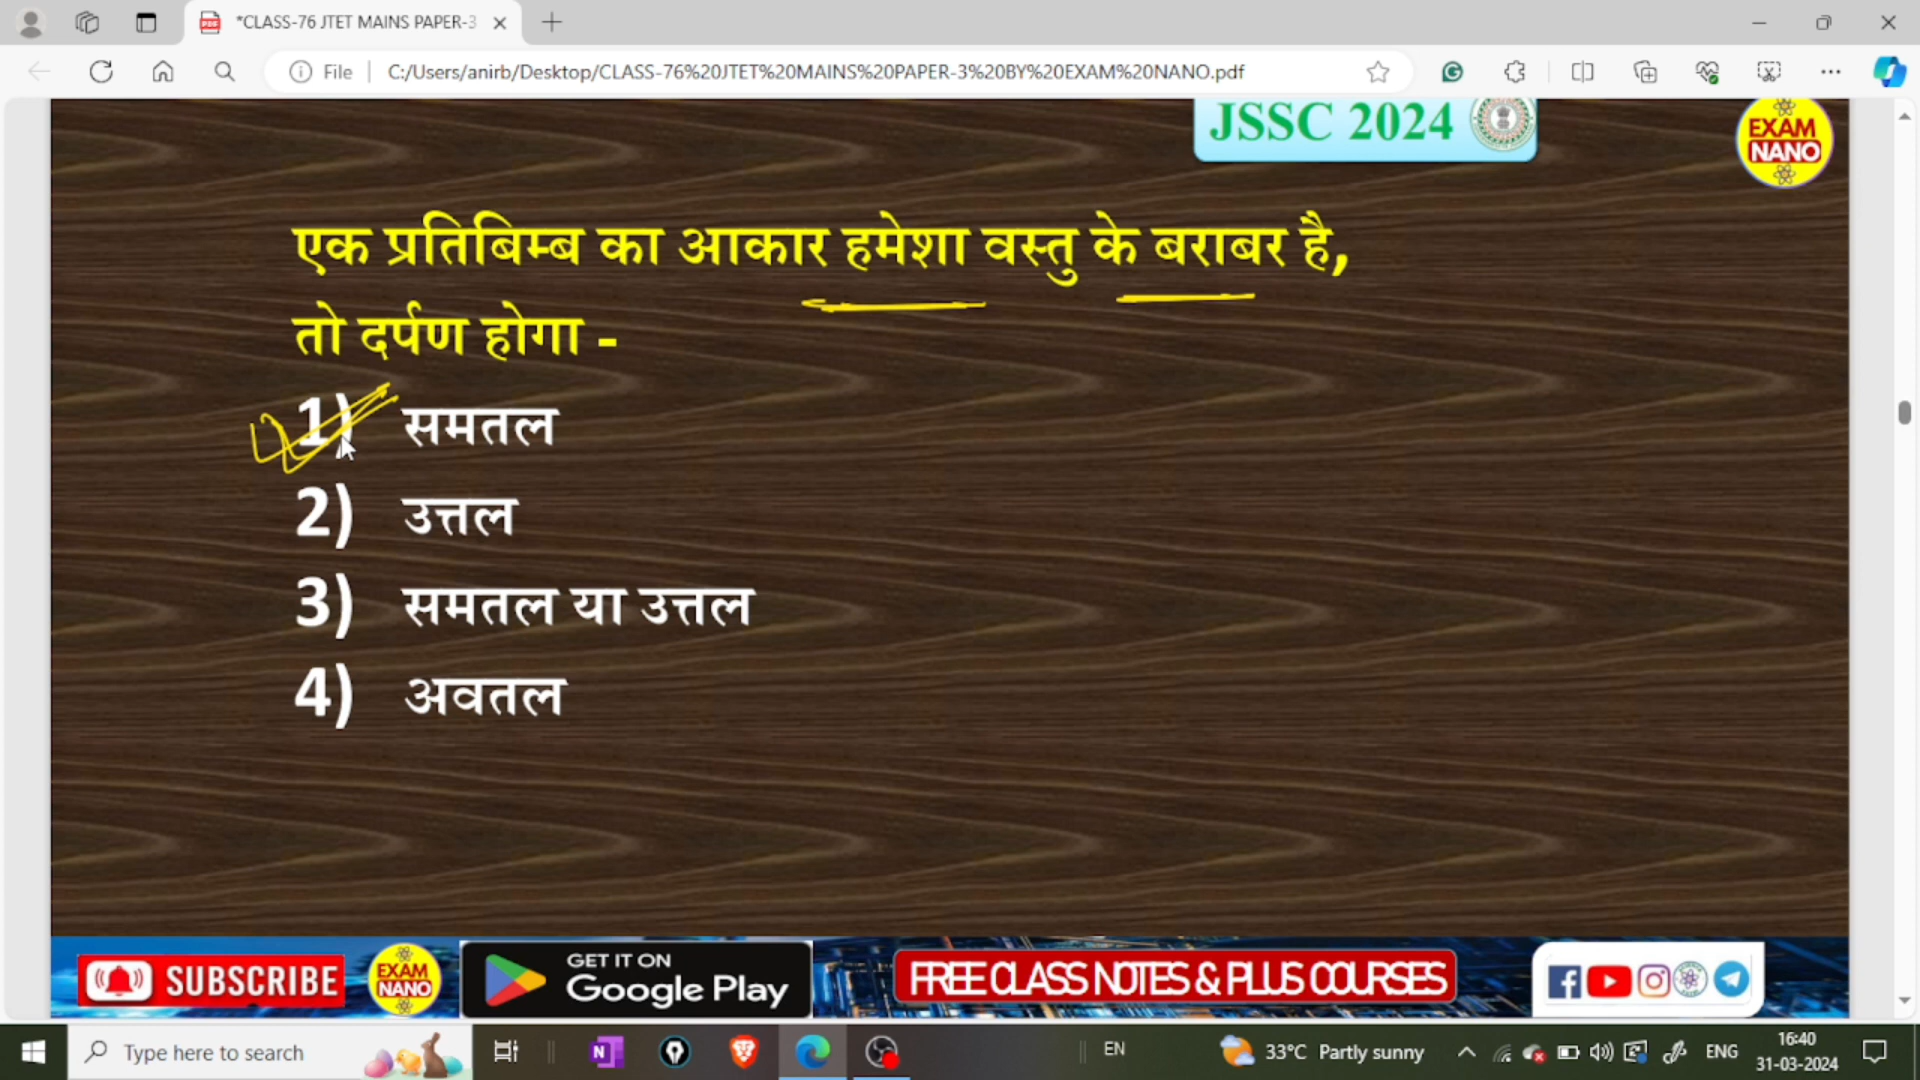 *CLASS-76 JTET MAINS PAPER-3
File
C:/Users/anirb/Desktop/CLASS-76%20JTET%20MAINS%20PAPER-3%20BY%20EXAM%20NANO.pdf
JSSC 2024
EXAM
NANO
एक प्रतिबिम्ब का आकार हमेशा वस्तु के बराबर है,
तो दर्पण होगा -
1) समतल
2) उत्तल
3) समतल या उत्तल
4) अवतल
SUBSCRIBE
EXAM
NANO
GET IT ON
Google Play
FREE CLASS NOTES & PLUS COURSES
Type here to search
EN
33°C Partly sunny
ENG
16:40
31-03-2024